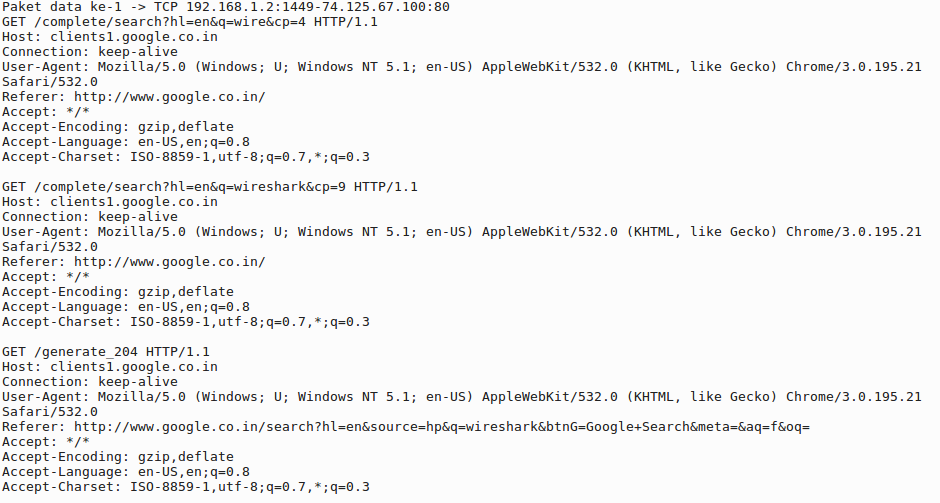 Paket data ke-1 -> TCP 192.168.1.2:1449-74.125.67.100:80
GET /complete/search?hl=en&q=wire&cp=4 HTTP/1.1
Host: clients1.google.co.in
Connection: keep-alive
User-Agent: Mozilla/5.0 (Windows; U; Windows NT 5.1; en-US) AppleWebKit/532.0 (KHTML, like Gecko) Chrome/3.0.195.21
Safari/532.0
Referer: http://www.google.co.in/
Accept: */*
Accept-Encoding: gzip,deflate
Accept-Language: en-US,en;q=0.8
Accept-Charset: ISO-8859-1,utf-8;q=0.7,*;q=0.3

GET /complete/search?hl=en&q=wireshark&cp=9 HTTP/1.1
Host: clients1.google.co.in
Connection: keep-alive
User-Agent: Mozilla/5.0 (Windows; U; Windows NT 5.1; en-US) AppleWebKit/532.0 (KHTML, like Gecko) Chrome/3.0.195.21
Safari/532.0
Referer: http://www.google.co.in/
Accept: */*
Accept-Encoding: gzip,deflate
Accept-Language: en-US,en;q=0.8
Accept-Charset: ISO-8859-1,utf-8;q=0.7,*;q=0.3

GET /generate_204 HTTP/1.1
Host: clients1.google.co.in
Connection: keep-alive
User-Agent: Mozilla/5.0 (Windows; U; Windows NT 5.1; en-US) AppleWebKit/532.0 (KHTML, like Gecko) Chrome/3.0.195.21
Safari/532.0
Referer: http://www.google.co.in/search?hl=en&source=hp&q=wireshark&btnG=Google+Search&meta=&aq=f&oq=
Accept: */*
Accept-Encoding: gzip,deflate
Accept-Language: en-US,en;q=0.8
Accept-Charset: ISO-8859-1,utf-8;q=0.7,*;q=0.3